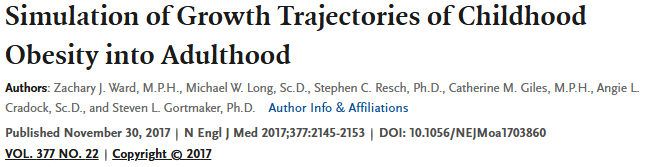 Simulation of Growth Trajectories of Childhood
Obesity into Adulthood
Authors: Zachary J. Ward, M.P.H., Michael W. Long, Sc.D., Stephen C. Resch, Ph.D., Catherine M. Giles, M.P.H., Angie L.
Cradock, Sc.D., and Steven L. Gortmaker, Ph.D. Author Info & Affiliations
Published November 30, 2017 | N Engl J Med 2017;377:2145-2153 | DOI: 10.1056/NEJMoa1703860
VOL. 377 NO. 22 | Copyright © 2017